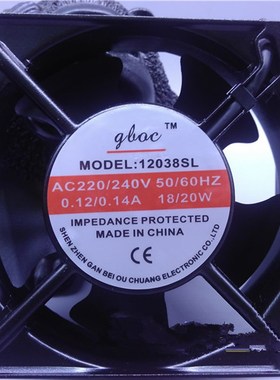 gboc™
MODEL:12038SL
AC220/240V 50/60HZ
0.12/0.14A 18/20W
IMPEDANCE PROTECTED
MADE IN CHINA
CE
SHEN ZHEN GAN BEI OU CHUANG ELECTRONIC CO.,LTD